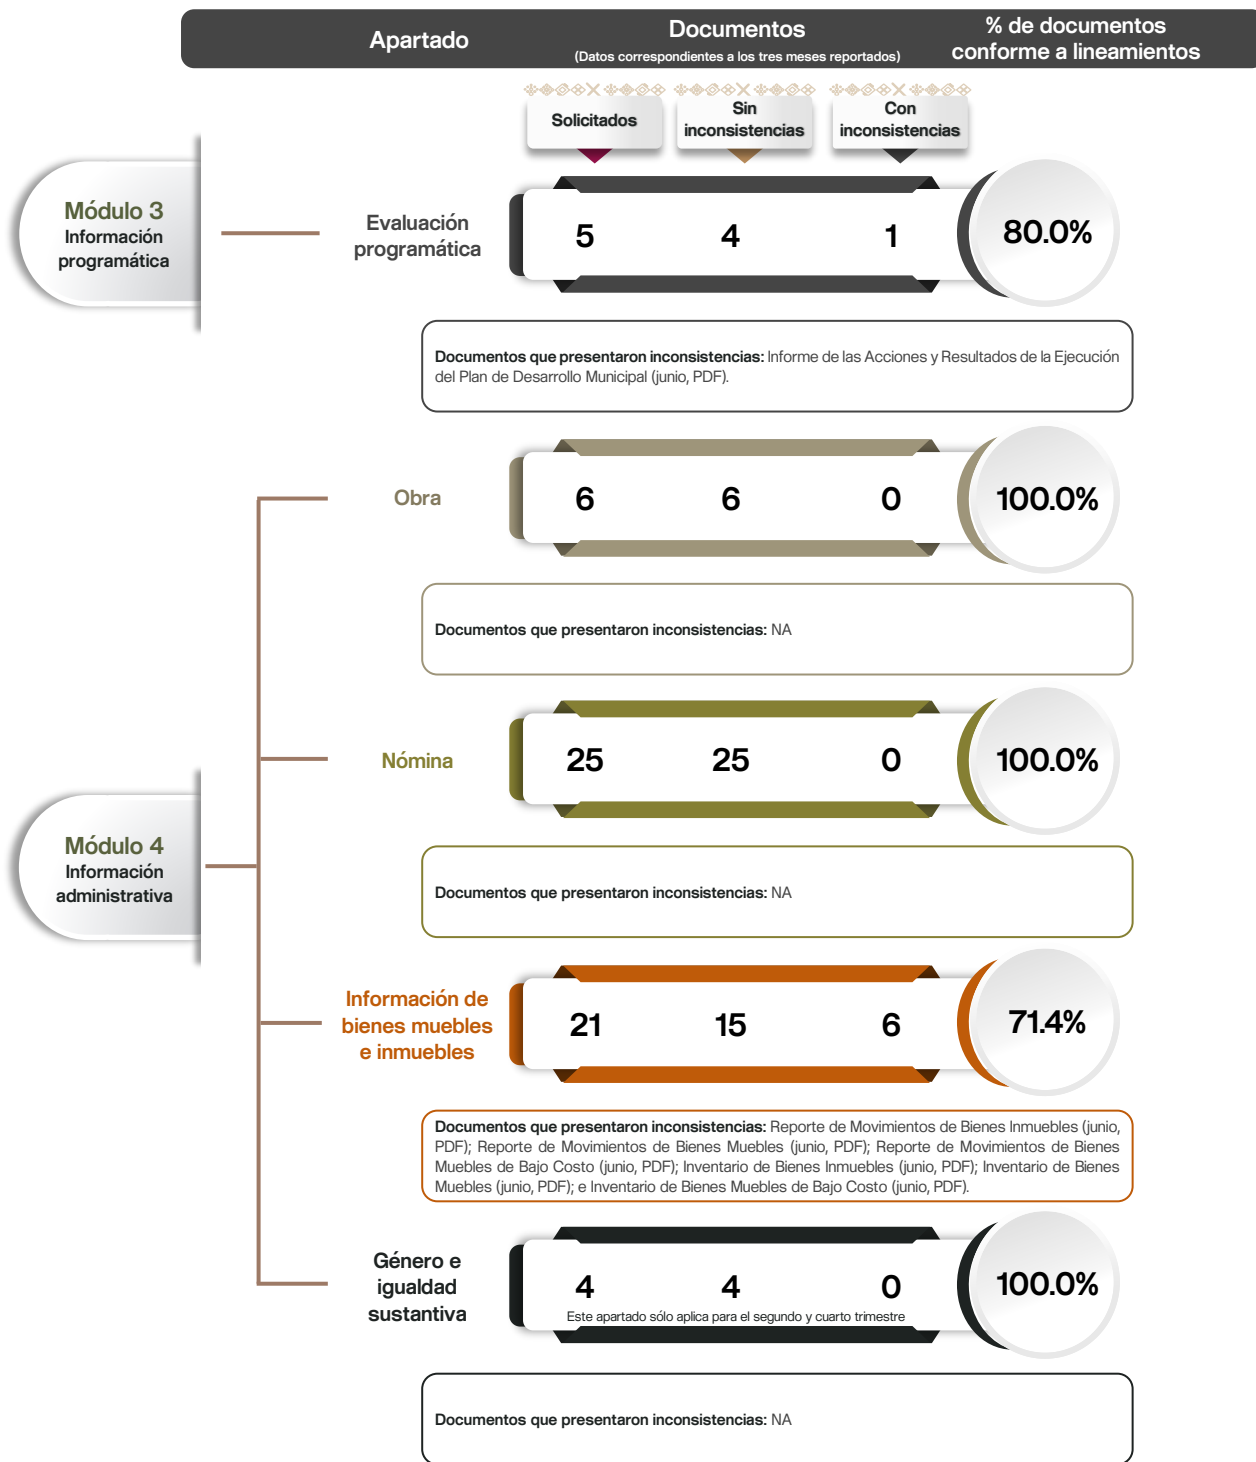 Apartado
Documentos
(Datos correspondientes a los tres meses reportados)
% de documentos
conforme a lineamientos
Solicitados
Sin
inconsistencias
Con
inconsistencias
Módulo 3
Información
programática
Evaluación
programática
5 4 1 80.0%
Documentos que presentaron inconsistencias: Informe de las Acciones y Resultados de la Ejecución
del Plan de Desarrollo Municipal (junio, PDF).
Obra
6 6 0 100.0%
Documentos que presentaron inconsistencias: NA
Nómina
25 25 0 100.0%
Módulo 4
Información
administrativa
Documentos que presentaron inconsistencias: NA
Información de
bienes muebles
e inmuebles
21 15 6 71.4%
Documentos que presentaron inconsistencias: Reporte de Movimientos de Bienes Inmuebles (junio,
PDF); Reporte de Movimientos de Bienes Muebles (junio, PDF); Reporte de Movimientos de Bienes
Muebles de Bajo Costo (junio, PDF); Inventario de Bienes Inmuebles (junio, PDF); Inventario de Bienes
Muebles (junio, PDF); e Inventario de Bienes Muebles de Bajo Costo (junio, PDF).
Género e
igualdad
sustantiva
4 4 0 100.0%
Este apartado sólo aplica para el segundo y cuarto trimestre
Documentos que presentaron inconsistencias: NA